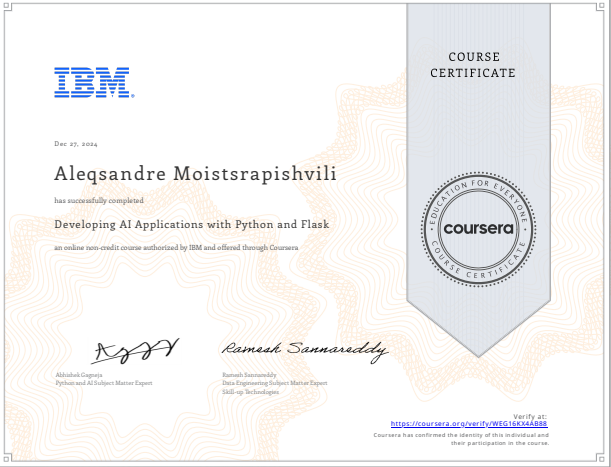 COURSE
CERTIFICATE
IBM®
Dec 27, 2024
Aleqsandre Moistsrapishvili
has successfully completed
Developing AI Applications with Python and Flask
an online non-credit course authorized by IBM and offered through Coursera
EDUCATION FOR EVERYONE
coursera
COURSE CERTIFICATE
Ramesh Sannareddy
Abhishek Gagneja
Python and AI Subject Matter Expert
Ramesh Sannareddy
Data Engineering Subject Matter Expert
Skill-up Technologies
Verify at:
https://coursera.org/verify/WEG16KX4AB88
Coursera has confirmed the identity of this individual and
their participation in the course.